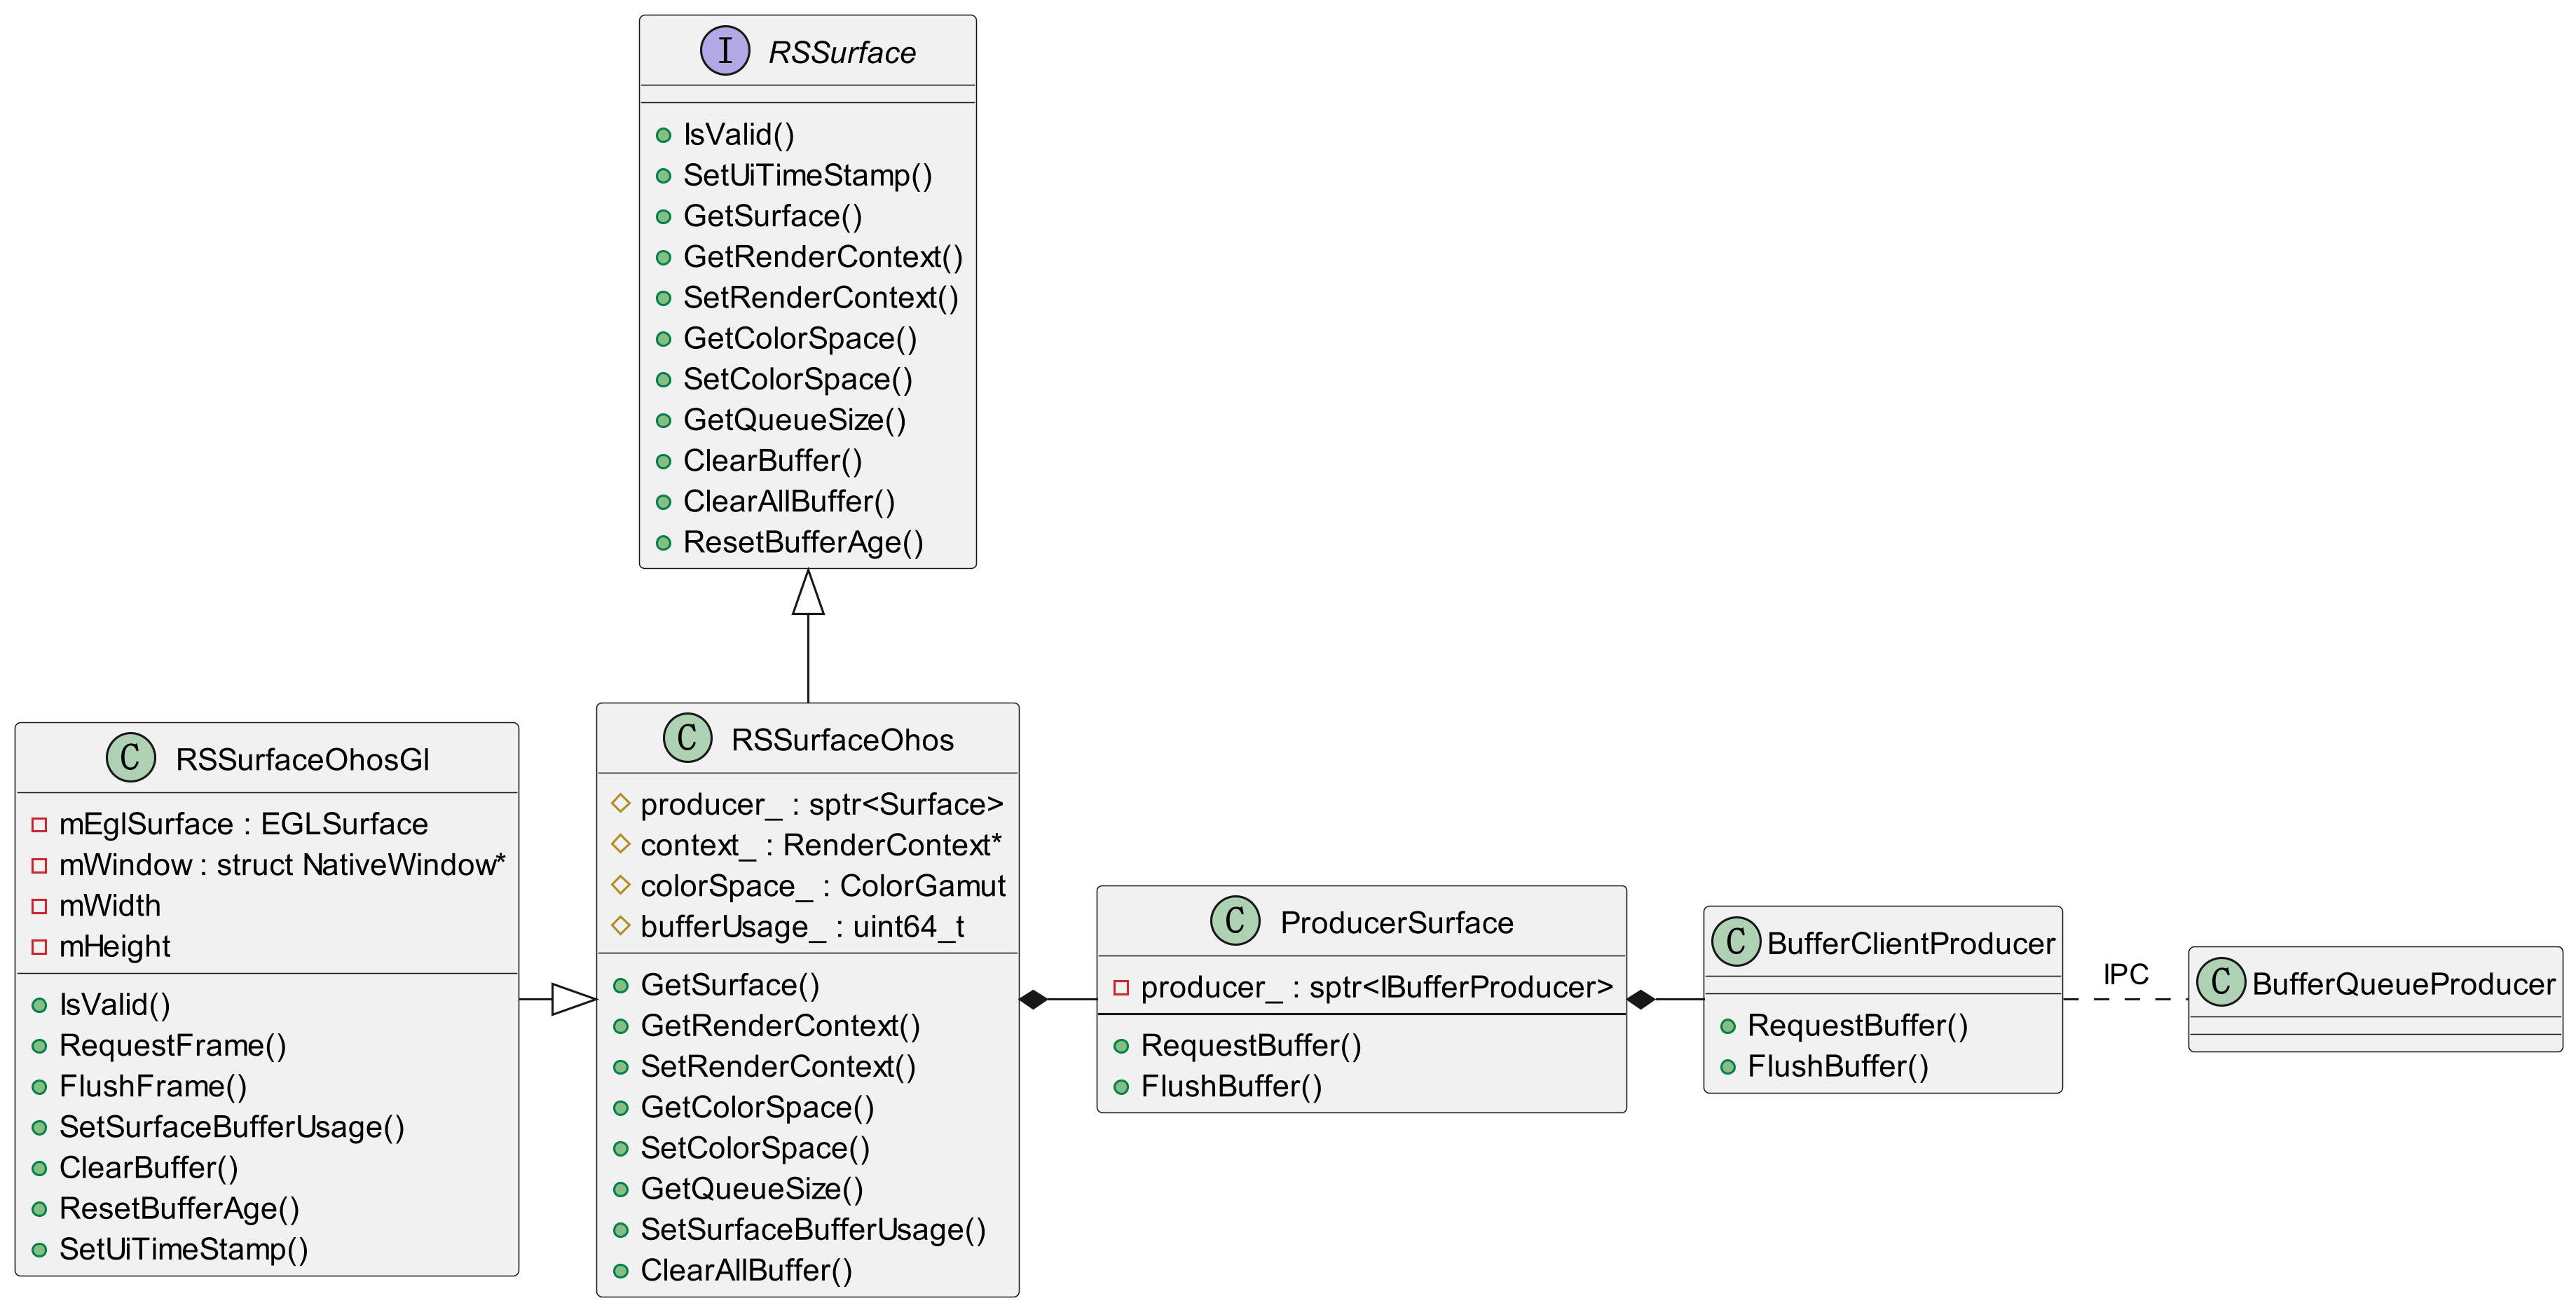 I RSSurface
IsValid()
SetUiTimeStamp()
GetSurface()
GetRenderContext()
SetRenderContext()
GetColorSpace()
SetColorSpace()
GetQueueSize()
ClearBuffer()
ClearAllBuffer()
ResetBufferAge()
C RSSurfaceOhosGl
mEglSurface : EGLSurface
mWindow : struct NativeWindow*
mWidth
mHeight
IsValid()
RequestFrame()
FlushFrame()
SetSurfaceBufferUsage()
ClearBuffer()
ResetBufferAge()
SetUiTimeStamp()
C RSSurfaceOhos
producer_ : sptr<Surface>
context_ : RenderContext*
colorSpace_ : ColorGamut
bufferUsage_ : uint64_t
GetSurface()
GetRenderContext()
SetRenderContext()
GetColorSpace()
SetColorSpace()
GetQueueSize()
SetSurfaceBufferUsage()
ClearAllBuffer()
C ProducerSurface
producer_ : sptr<IBufferProducer>
RequestBuffer()
FlushBuffer()
C BufferClientProducer
RequestBuffer()
FlushBuffer()
IPC
C BufferQueueProducer